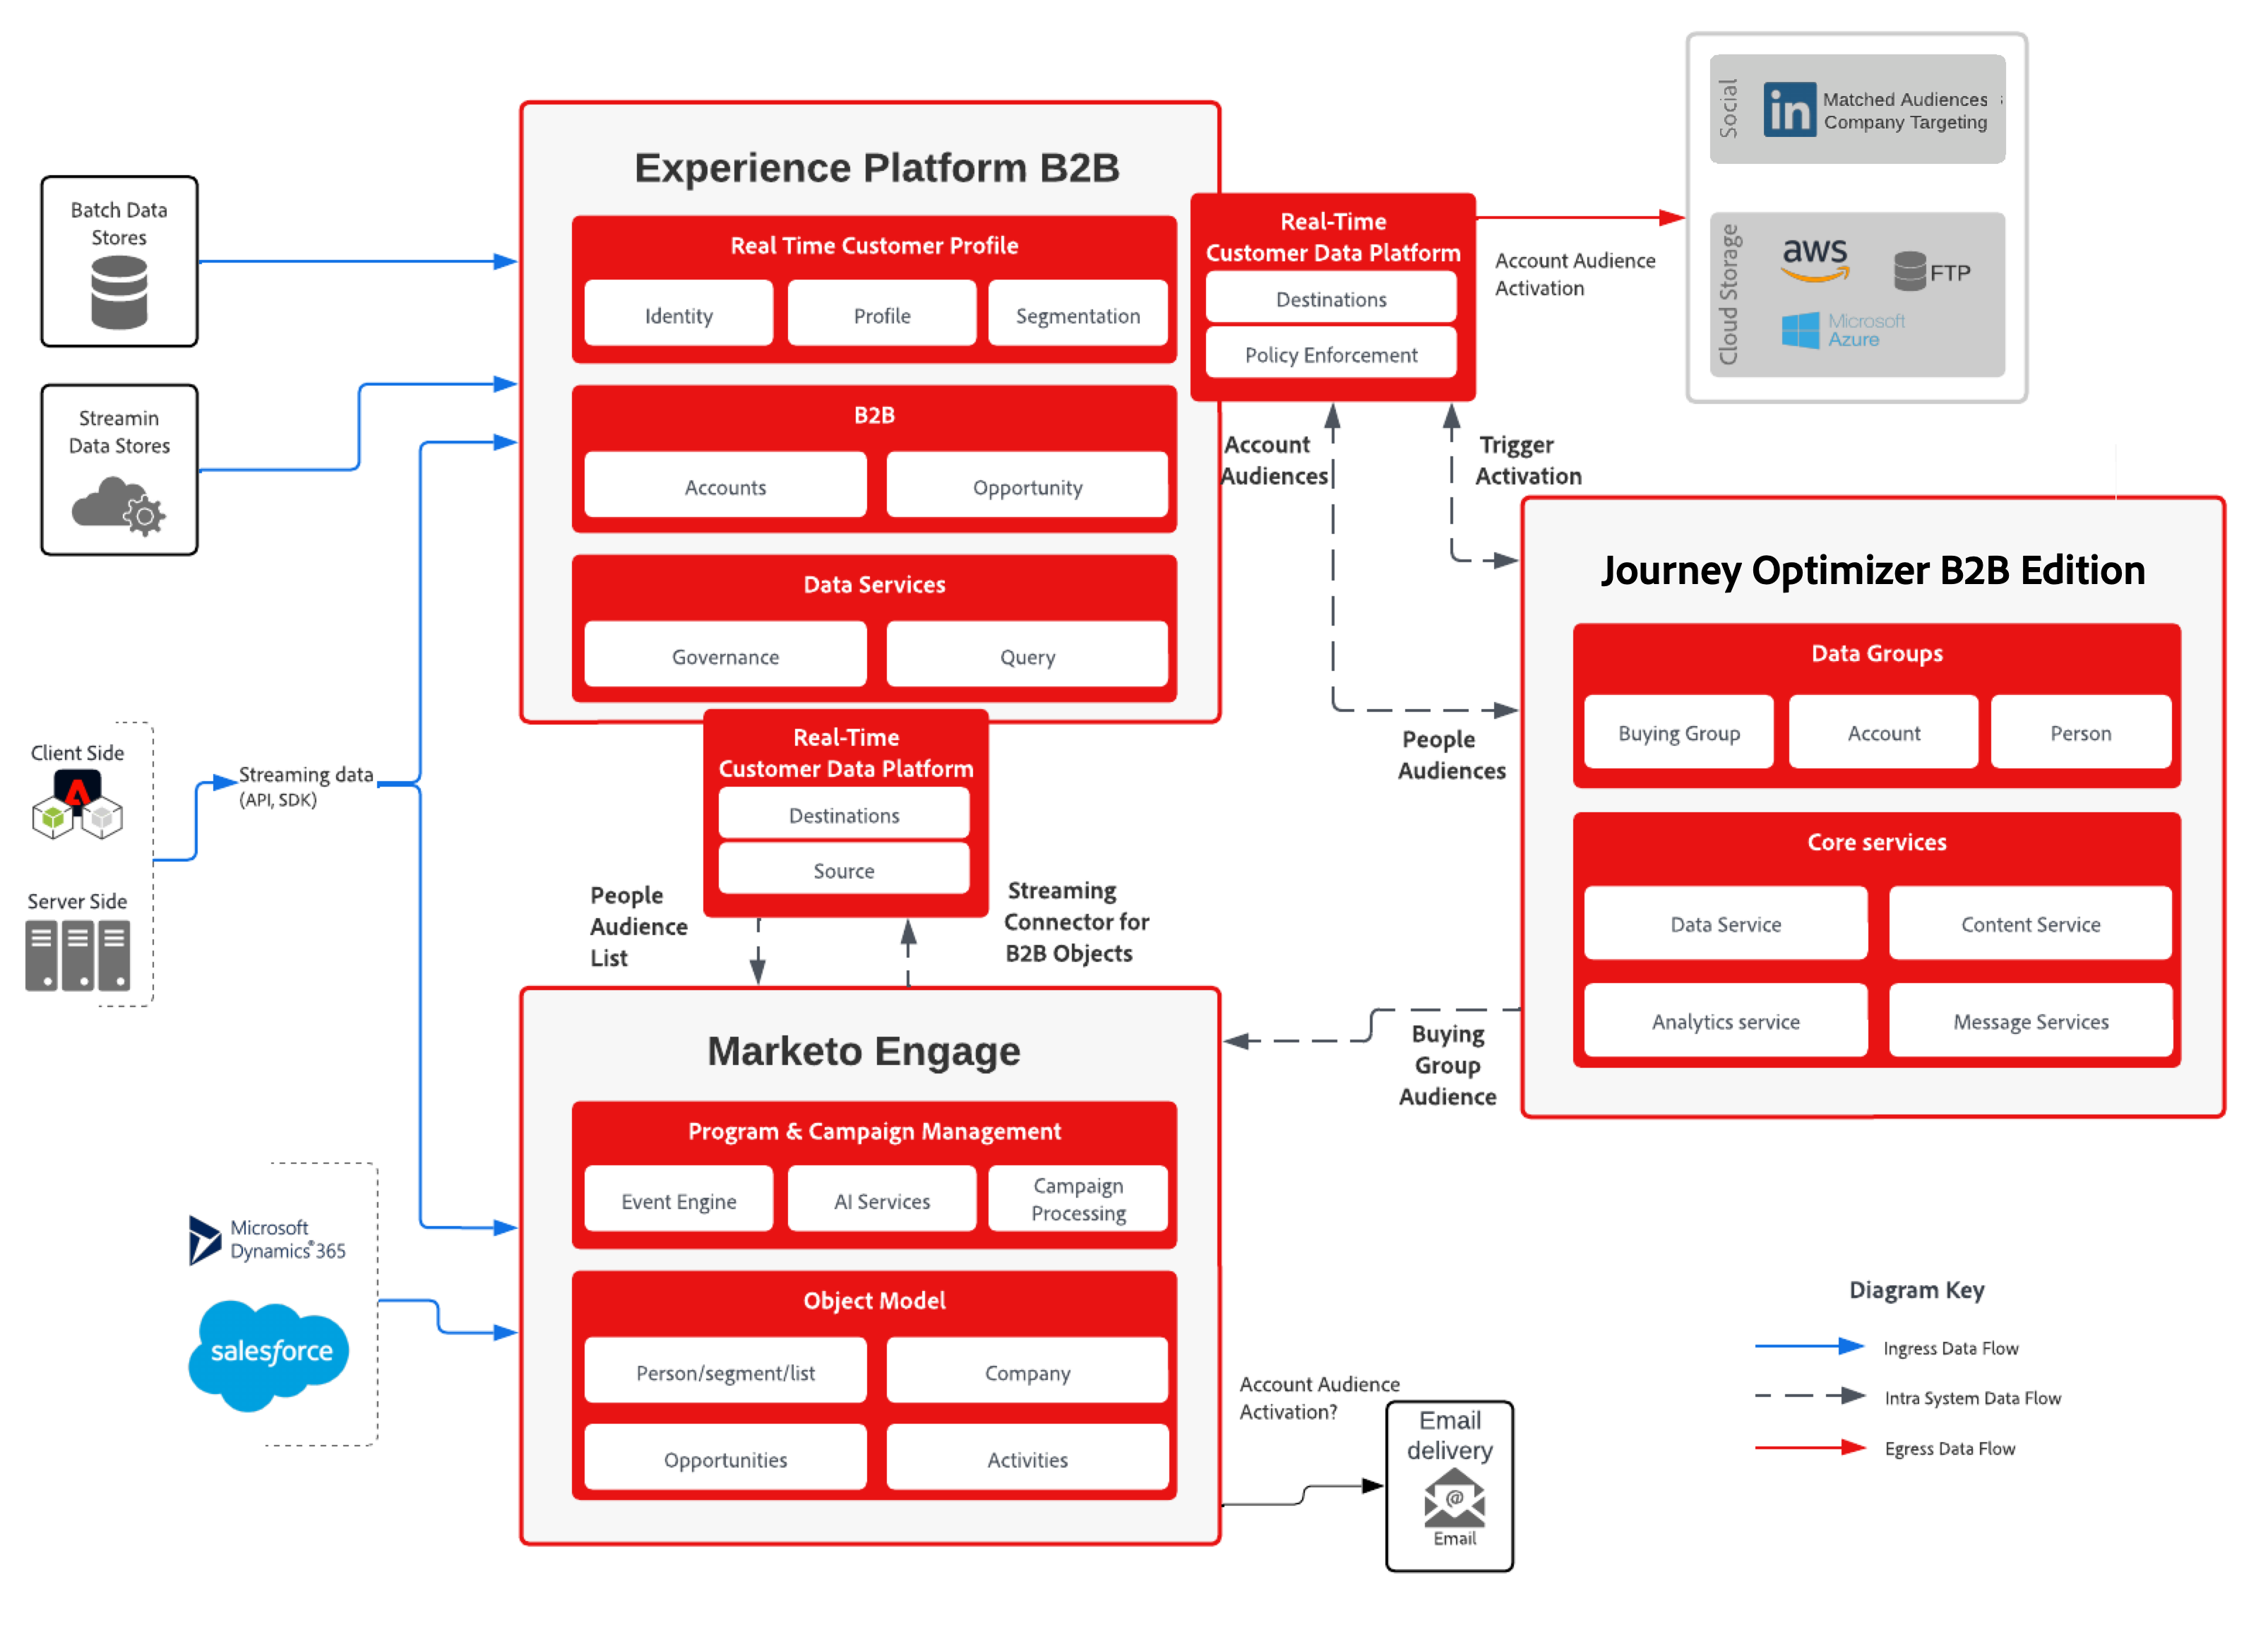 Batch Data
Stores
Streamin
Data Stores
Client Side
Server Side
Streaming data
(API, SDK)
Microsoft
Dynamics®365
salesforce
Experience Platform B2B
Real Time Customer Profile
Identity
Profile
Segmentation
B2B
Accounts
Opportunity
Data Services
Governance
Query
Real-Time
Customer Data Platform
Destinations
Policy Enforcement
Account Audience
Activation
Social
in
Matched Audiences
Company Targeting
Cloud Storage
aws
FTP
Microsoft
Azure
Account
Audiences
Trigger
Activation
People
Audiences
Real-Time
Customer Data Platform
Destinations
Source
People
Audience
List
Streaming
Connector for
B2B Objects
Journey Optimizer B2B Edition
Data Groups
Buying Group
Account
Person
Core services
Data Service
Content Service
Analytics service
Message Services
Buying
Group
Audience
Marketo Engage
Program & Campaign Management
Event Engine
AI Services
Campaign
Processing
Object Model
Person/segment/list
Company
Opportunities
Activities
Account Audience
Activation?
Email
delivery
@
Email
Diagram Key
Ingress Data Flow
Intra System Data Flow
Egress Data Flow